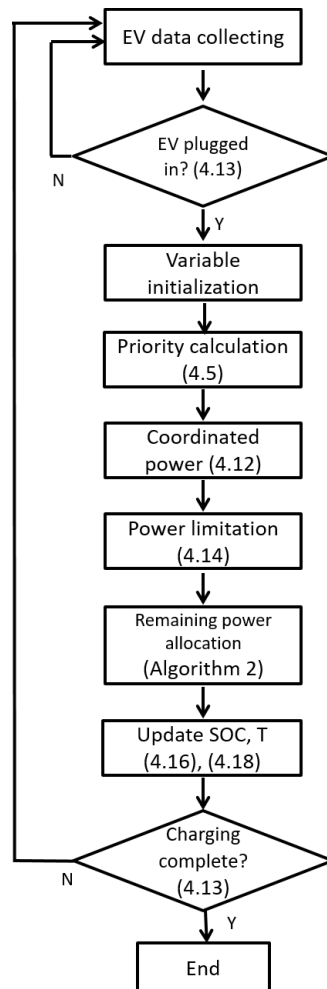 EV data collecting
EV plugged
in? (4.13)
N
Y
Variable
initialization
Priority calculation
(4.5)
Coordinated
power (4.12)
Power limitation
(4.14)
Remaining power
allocation
(Algorithm 2)
Update SOC, T
(4.16), (4.18)
Charging
complete?
(4.13)
N
Y
End